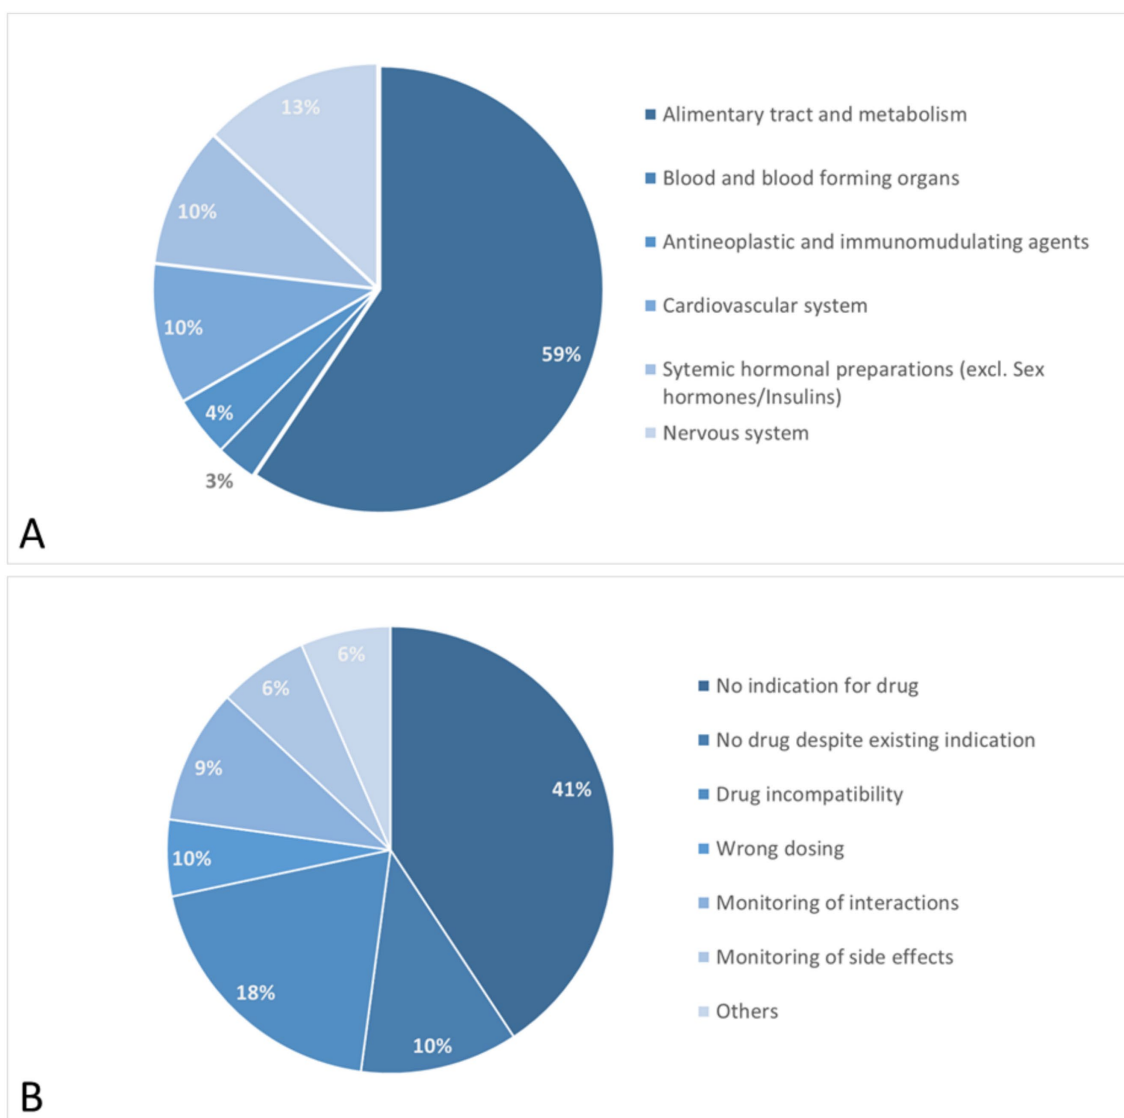 13%
10%
10%
4%
3%
59%
Alimentary tract and metabolism
Blood and blood forming organs
Antineoplastic and immunomudulating agents
Cardiovascular system
Sytemic hormonal preparations (excl. Sex
hormones/Insulins)
Nervous system
A
6%
6%
9%
10%
18%
10%
41%
No indication for drug
No drug despite existing indication
Drug incompatibility
Wrong dosing
Monitoring of interactions
Monitoring of side effects
Others
B